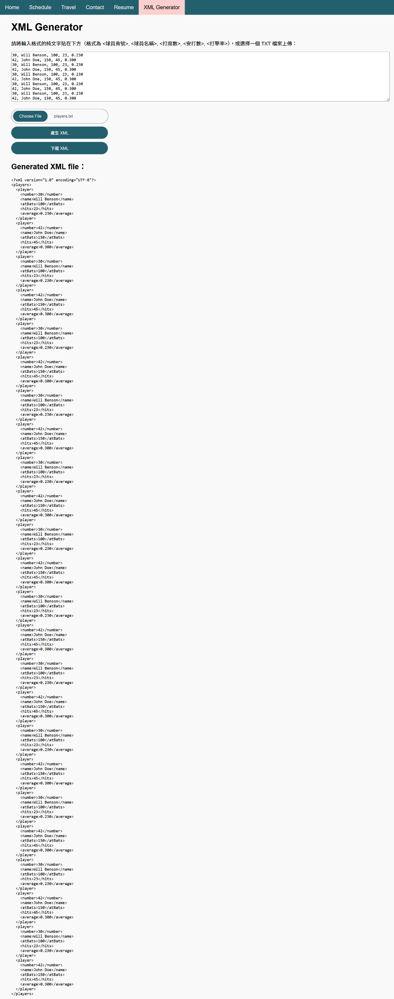 Home Schedule Travel Contact Resume XML Generator
XML Generator
請將輸入格式的純文字貼在下方（格式為 <球員背號>, <球員名稱>, <打席數>, <安打數>, <打擊率>），或選擇一個 TXT 檔案上傳：
30, Will Benson, 100, 23, 0.230
42, John Doe, 150, 45, 0.300
30, Will Benson, 100, 23, 0.230
42, John Doe, 150, 45, 0.300
30, Will Benson, 100, 23, 0.230
42, John Doe, 150, 45, 0.300
30, Will Benson, 100, 23, 0.230
42, John Doe, 150, 45, 0.300
30, Will Benson, 100, 23, 0.230
42, John Doe, 150, 45, 0.300
Choose File players.txt
產生 XML
下載 XML
Generated XML file：
<?xml version="1.0" encoding="UTF-8"?>
<players>
  <player>
    <number>30</number>
    <name>Will Benson</name>
    <atBats>100</atBats>
    <hits>23</hits>
    <average>0.230</average>
  </player>
  <player>
    <number>42</number>
    <name>John Doe</name>
    <atBats>150</atBats>
    <hits>45</hits>
    <average>0.300</average>
  </player>
  <player>
    <number>30</number>
    <name>Will Benson</name>
    <atBats>100</atBats>
    <hits>23</hits>
    <average>0.230</average>
  </player>
  <player>
    <number>42</number>
    <name>John Doe</name>
    <atBats>150</atBats>
    <hits>45</hits>
    <average>0.300</average>
  </player>
  <player>
    <number>30</number>
    <name>Will Benson</name>
    <atBats>100</atBats>
    <hits>23</hits>
    <average>0.230</average>
  </player>
  <player>
    <number>42</number>
    <name>John Doe</name>
    <atBats>150</atBats>
    <hits>45</hits>
    <average>0.300</average>
  </player>
  <player>
    <number>30</number>
    <name>Will Benson</name>
    <atBats>100</atBats>
    <hits>23</hits>
    <average>0.230</average>
  </player>
  <player>
    <number>42</number>
    <name>John Doe</name>
    <atBats>150</atBats>
    <hits>45</hits>
    <average>0.300</average>
  </player>
  <player>
    <number>30</number>
    <name>Will Benson</name>
    <atBats>100</atBats>
    <hits>23</hits>
    <average>0.230</average>
  </player>
  <player>
    <number>42</number>
    <name>John Doe</name>
    <atBats>150</atBats>
    <hits>45</hits>
    <average>0.300</average>
  </player>
  <player>
    <number>30</number>
    <name>Will Benson</name>
    <atBats>100</atBats>
    <hits>23</hits>
    <average>0.230</average>
  </player>
  <player>
    <number>42</number>
    <name>John Doe</name>
    <atBats>150</atBats>
    <hits>45</hits>
    <average>0.300</average>
  </player>
  <player>
    <number>30</number>
    <name>Will Benson</name>
    <atBats>100</atBats>
    <hits>23</hits>
    <average>0.230</average>
  </player>
  <player>
    <number>42</number>
    <name>John Doe</name>
    <atBats>150</atBats>
    <hits>45</hits>
    <average>0.300</average>
  </player>
  <player>
    <number>30</number>
    <name>Will Benson</name>
    <atBats>100</atBats>
    <hits>23</hits>
    <average>0.230</average>
  </player>
  <player>
    <number>42</number>
    <name>John Doe</name>
    <atBats>150</atBats>
    <hits>45</hits>
    <average>0.300</average>
  </player>
  <player>
    <number>30</number>
    <name>Will Benson</name>
    <atBats>100</atBats>
    <hits>23</hits>
    <average>0.230</average>
  </player>
  <player>
    <number>42</number>
    <name>John Doe</name>
    <atBats>150</atBats>
    <hits>45</hits>
    <average>0.300</average>
  </player>
  <player>
    <number>30</number>
    <name>Will Benson</name>
    <atBats>100</atBats>
    <hits>23</hits>
    <average>0.230</average>
  </player>
  <player>
    <number>42</number>
    <name>John Doe</name>
    <atBats>150</atBats>
    <hits>45</hits>
    <average>0.300</average>
  </player>
  <player>
    <number>30</number>
    <name>Will Benson</name>
    <atBats>100</atBats>
    <hits>23</hits>
    <average>0.230</average>
  </player>
  <player>
    <number>42</number>
    <name>John Doe</name>
    <atBats>150</atBats>
    <hits>45</hits>
    <average>0.300</average>
  </player>
  <player>
    <number>30</number>
    <name>Will Benson</name>
    <atBats>100</atBats>
    <hits>23</hits>
    <average>0.230</average>
  </player>
  <player>
    <number>42</number>
    <name>John Doe</name>
    <atBats>150</atBats>
    <hits>45</hits>
    <average>0.300</average>
  </player>
</players>